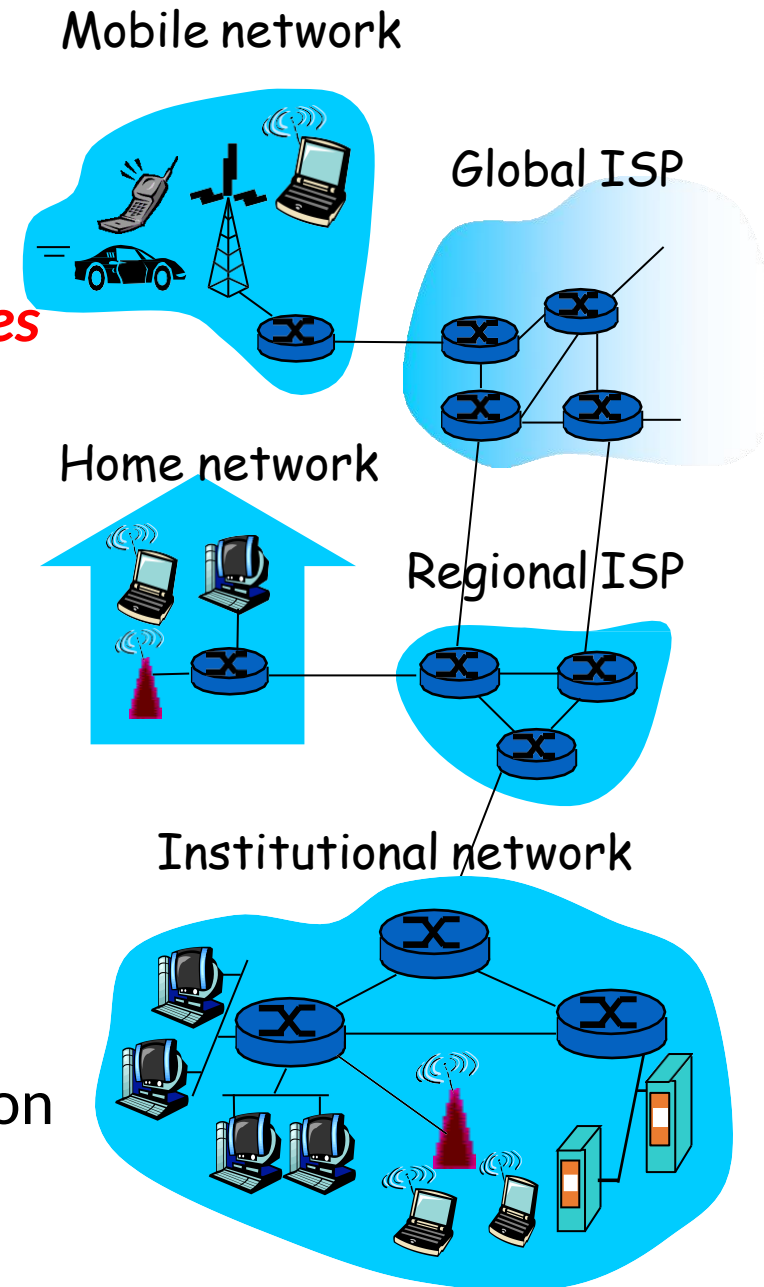 Mobile network
Global ISP
es
Home network
Regional ISP
Institutional network
on